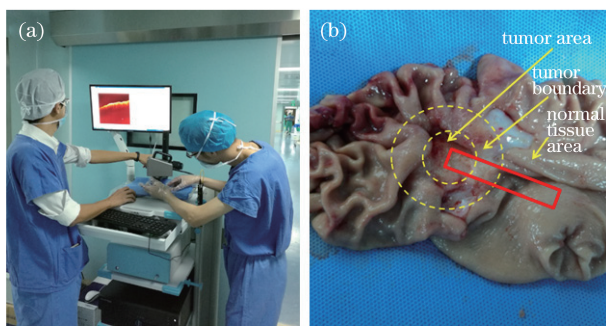 (a)
(b)
tumor area
tumor
boundary
normal
tissue
area